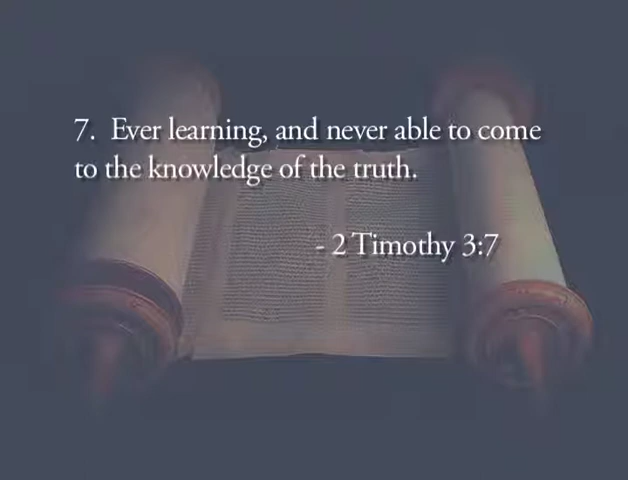 7. Ever learning, and never able to come
to the knowledge of the truth.
- 2 Timothy 3:7